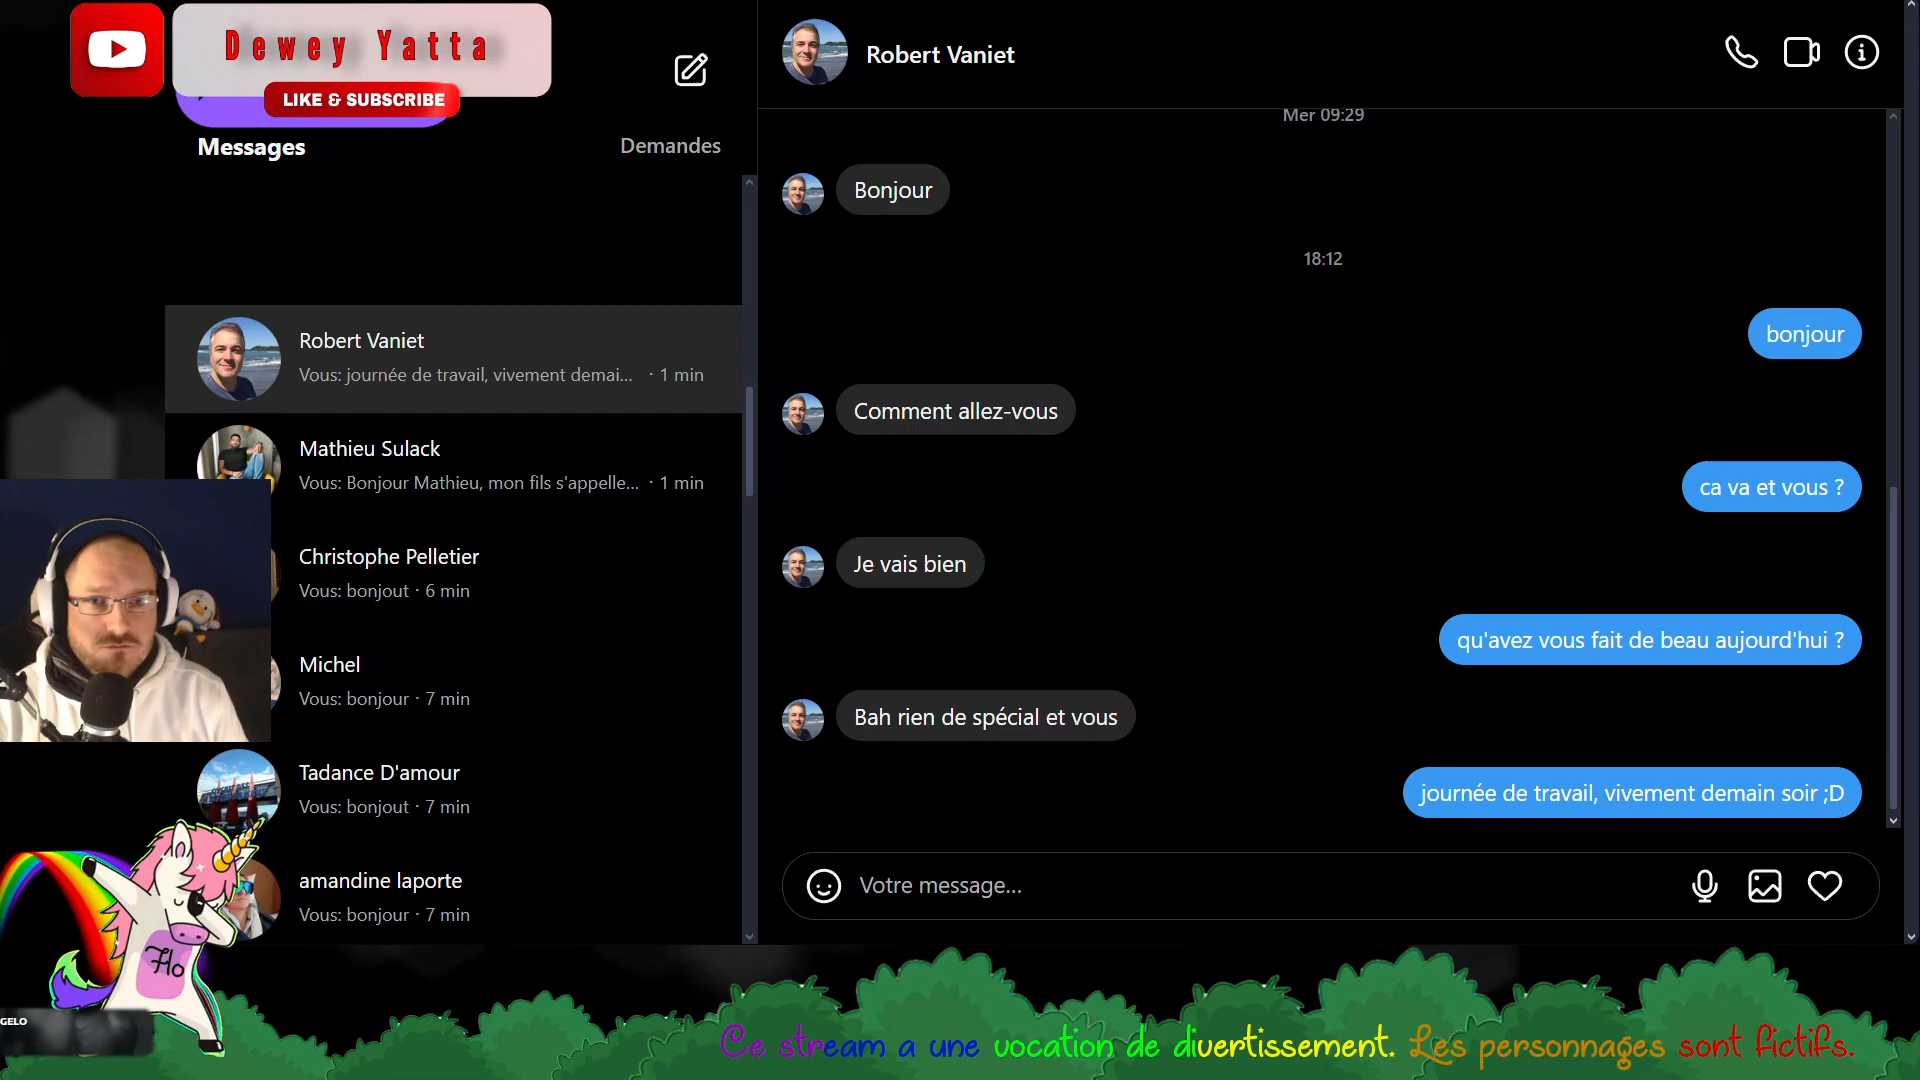 Dewey Yatta
LIKE & SUBSCRIBE
Messages
Demandes
Robert Vaniet
Vous: journée de travail, vivement demai... · 1 min
Mathieu Sulack
Vous: Bonjour Mathieu, mon fils s'appelle... · 1 min
Christophe Pelletier
Vous: bonjout · 6 min
Michel
Vous: bonjour · 7 min
Tadance D'amour
Vous: bonjout · 7 min
amandine laporte
Vous: bonjour · 7 min
Robert Vaniet
Mer 09:29
Bonjour
18:12
bonjour
Comment allez-vous
ca va et vous ?
Je vais bien
qu'avez vous fait de beau aujourd'hui ?
Bah rien de spécial et vous
journée de travail, vivement demain soir ;D
Votre message...
Flo
GELO
Ce stream a une vocation de divertissement. Les personnages sont fictifs.